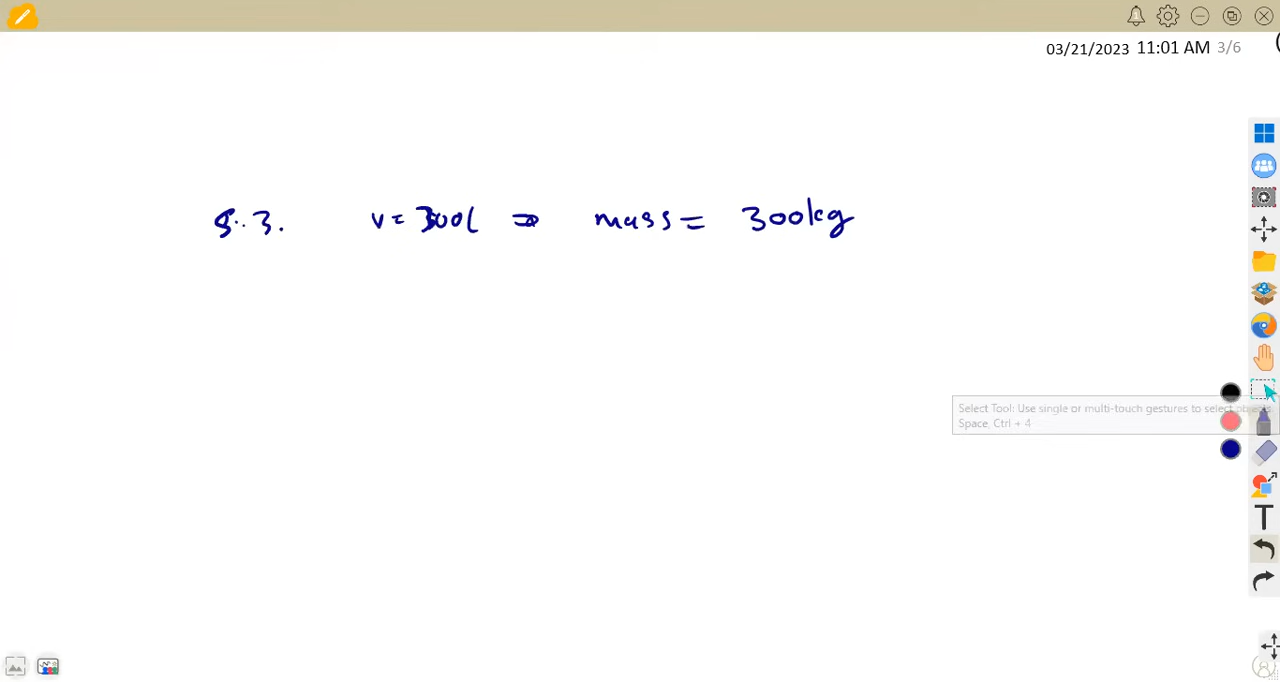 03/21/2023 11:01 AM 3/6
8.3. v = 300l ⇒ mass = 300kg
Select Tool: Use single or multi-touch gestures to select objects.
Space, Ctrl + 4
T